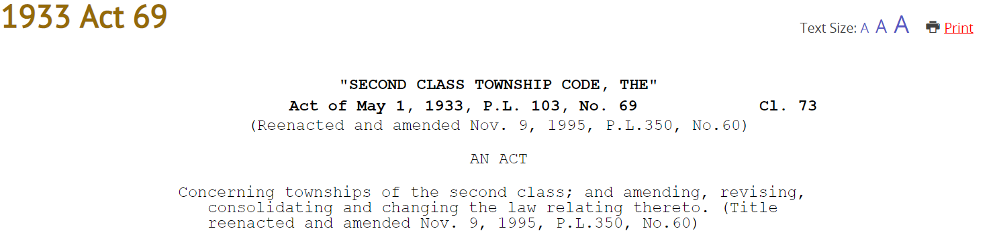 1933 Act 69
Text Size: A A A Print
"SECOND CLASS TOWNSHIP CODE, THE"
Act of May 1, 1933, P.L. 103, No. 69 Cl. 73
(Reenacted and amended Nov. 9, 1995, P.L.350, No.60)
AN ACT
Concerning townships of the second class; and amending, revising,
consolidating and changing the law relating thereto. (Title
reenacted and amended Nov. 9, 1995, P.L.350, No.60)